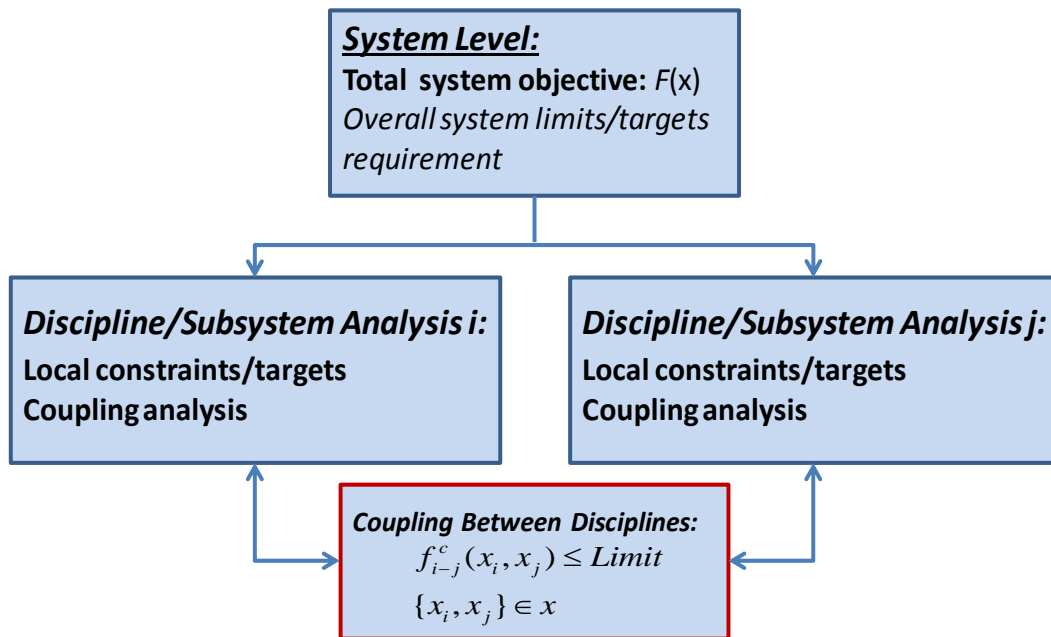 System Level:
Total system objective: F(x)
Overall system limits/targets
requirement
Discipline/Subsystem Analysis i:
Local constraints/targets
Coupling analysis
Discipline/Subsystem Analysis j:
Local constraints/targets
Coupling analysis
Coupling Between Disciplines:
f^c_{i-j}(x_i, x_j) ≤ Limit
{x_i, x_j} ∈ x